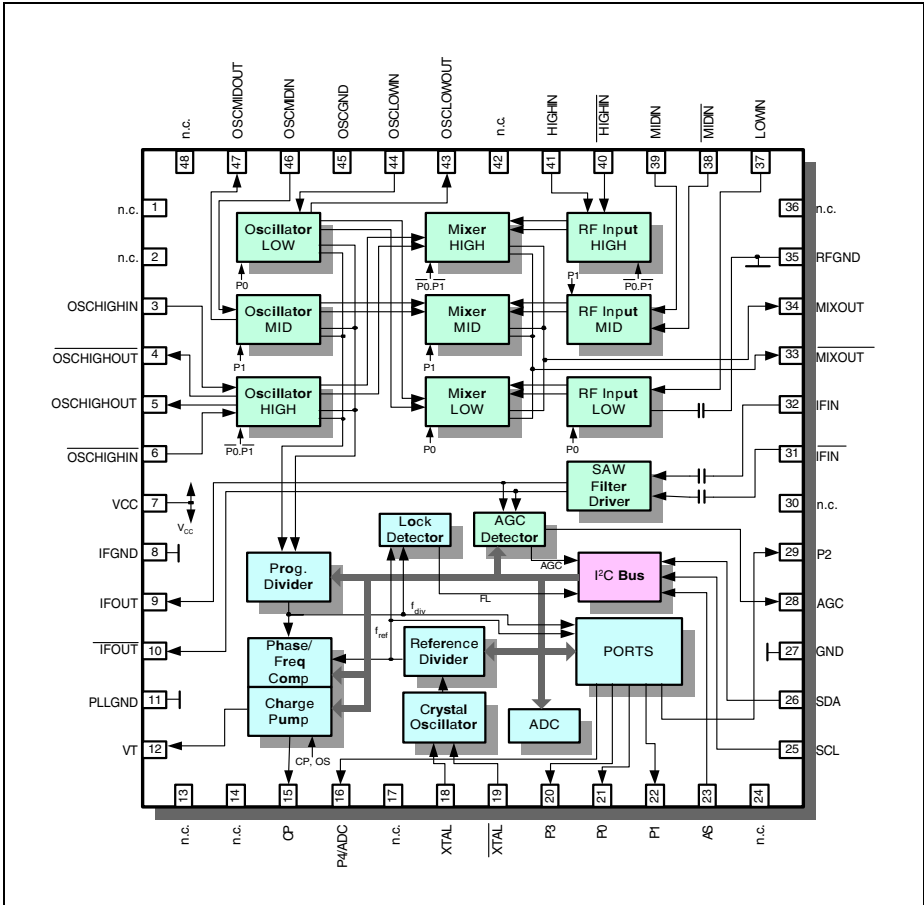 n.c.
OSCMIDOUT
OSCMIDIN
OSCGND
OSCLOWIN
OSCLOWOUT
n.c.
HIGHIN
HIGHIN
MIDIN
MIDIN
LOWIN
48
47
46
45
44
43
42
41
40
39
38
37
n.c.
1
36
n.c.
n.c.
2
35
RFGND
OSCHIGHIN
3
34
MIXOUT
OSCHIGHOUT
4
33
MIXOUT
OSCHIGHOUT
5
32
IFIN
OSCHIGHIN
6
31
IFIN
VCC
7
VCC
30
n.c.
IFGND
8
29
P2
IFOUT
9
28
AGC
IFOUT
10
27
GND
PLLGND
11
26
SDA
VT
12
25
SCL
Oscillator
LOW
P0
Mixer
HIGH
P0.P1
RF Input
HIGH
P0.P1
P1
Oscillator
MID
P1
Mixer
MID
P1
RF Input
MID
Oscillator
HIGH
P0.P1
Mixer
LOW
P0
RF Input
LOW
P0
SAW
Filter
Driver
Lock
Detector
AGC
Detector
AGC
FL
I²C Bus
Prog.
Divider
fdiv
fref
Phase/
Freq
Comp
Reference
Divider
PORTS
Charge
Pump
CP, OS
Crystal
Oscillator
ADC
13
14
15
16
17
18
19
20
21
22
23
24
n.c.
n.c.
CP
P4/ADC
n.c.
XTAL
XTAL
P3
P0
P1
AS
n.c.